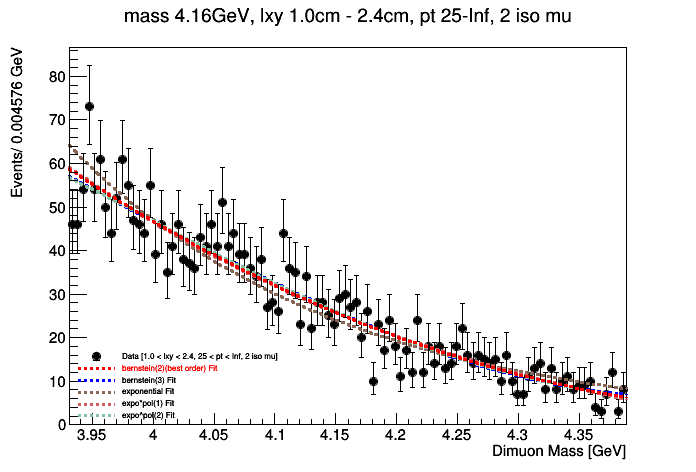 mass 4.16GeV, lxy 1.0cm - 2.4cm, pt 25-Inf, 2 iso mu
Events/ 0.004576 GeV
80
70
60
50
40
30
20
10
0
Data [1.0 < lxy < 2.4, 25 < pt < Inf, 2 iso mu]
bernstein(2)(best order) Fit
bernstein(3) Fit
exponential Fit
expo*pol(1) Fit
expo*pol(2) Fit
3.95 4 4.05 4.1 4.15 4.2 4.25 4.3 4.35
Dimuon Mass [GeV]